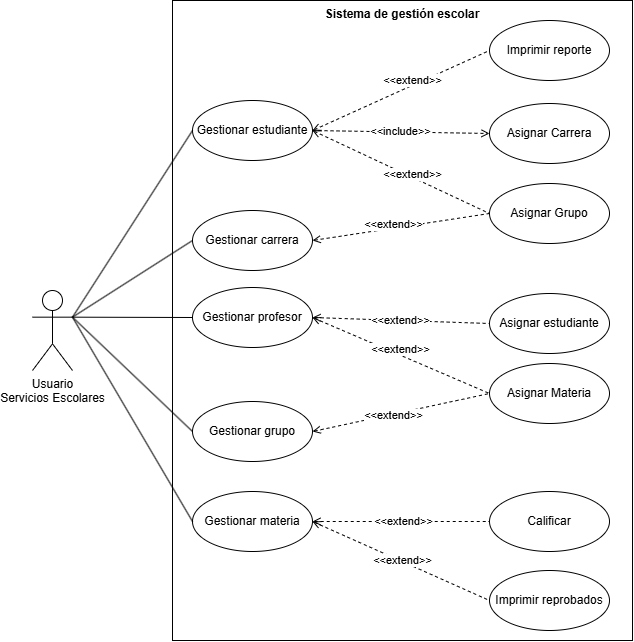 Sistema de gestión escolar
Imprimir reporte
<<extend>>
Gestionar estudiante
<<include>>
Asignar Carrera
<<extend>>
Asignar Grupo
<<extend>>
Gestionar carrera
Gestionar profesor
<<extend>>
Asignar estudiante
<<extend>>
Usuario
Servicios Escolares
Asignar Materia
<<extend>>
Gestionar grupo
Gestionar materia
<<extend>>
Calificar
<<extend>>
Imprimir reprobados